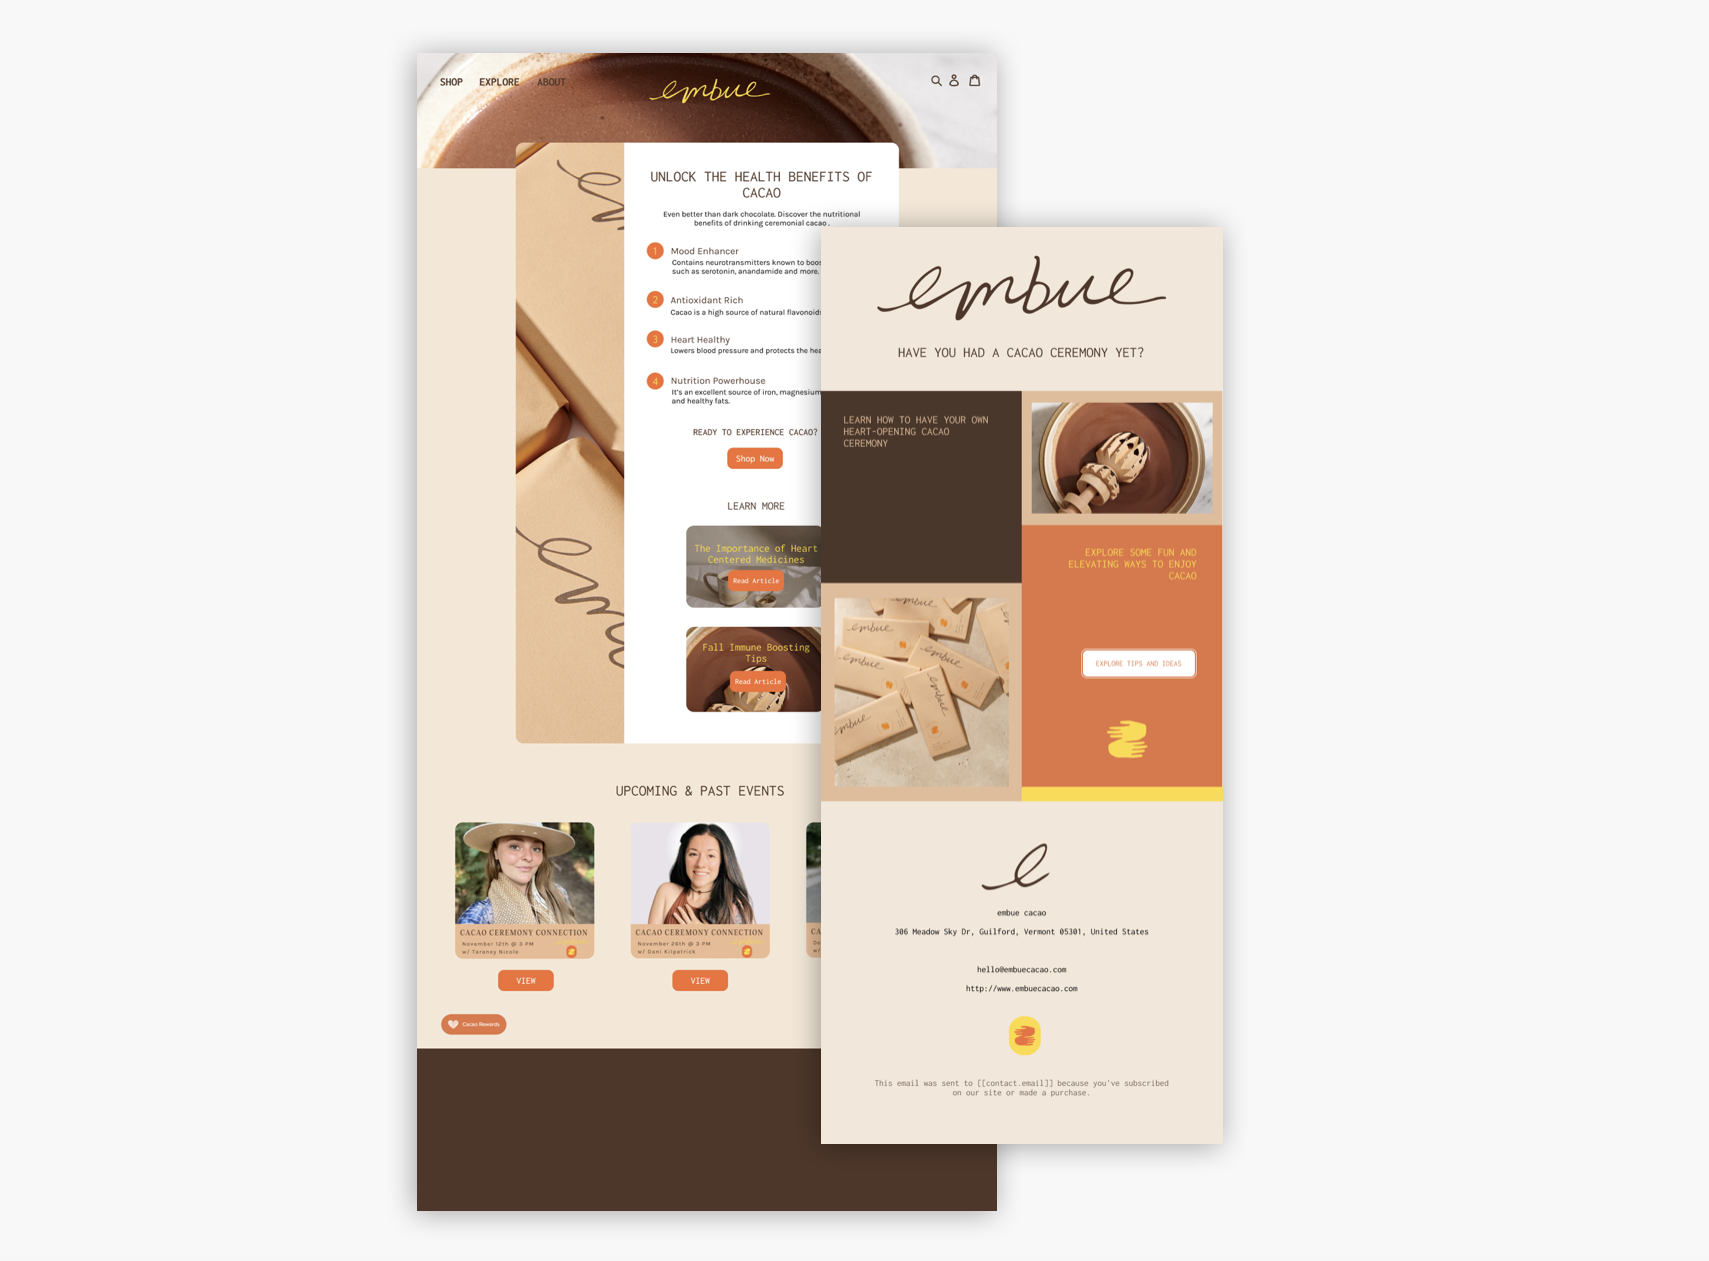 SHOP EXPLORE ABOUT
embue
UNLOCK THE HEALTH BENEFITS OF
CACAO
Even better than dark chocolate. Discover the nutritional
benefits of drinking ceremonial cacao .
1 Mood Enhancer
Contains neurotransmitters known to
such as serotonin, anandamide and more.
2 Antioxidant Rich
Cacao is a high source of natural flavonoids
3 Heart Healthy
Lowers blood pressure and protects the
4 Nutrition Powerhouse
It's an excellent source of iron, magnesium
and healthy fats.
READY TO EXPERIENCE CACAO?
Shop Now
LEARN MORE
The Importance of Heart
Centered Medicines
Read Article
Fall Immune Boosting
Tips
Read Article
UPCOMING & PAST EVENTS
CACAO CEREMONY CONNECTION
November 12th @ 3 PM
w/ Taraney Nicole
VIEW
CACAO CEREMONY CONNECTION
November 26th @ 3 PM
w/ Dani Kilpatrick
VIEW
Cacao Rewards
embue
HAVE YOU HAD A CACAO CEREMONY YET?
LEARN HOW TO HAVE YOUR OWN
HEART-OPENING CACAO
CEREMONY
EXPLORE SOME FUN AND
ELEVATING WAYS TO ENJOY
CACAO
EXPLORE TIPS AND IDEAS
embue
embue
embue
embue
embue
e
embue cacao
306 Meadow Sky Dr, Guilford, Vermont 05301, United States
hello@embuecacao.com
http://www.embuecacao.com
This email was sent to [[contact.email]] because you've subscribed
on our site or made a purchase.